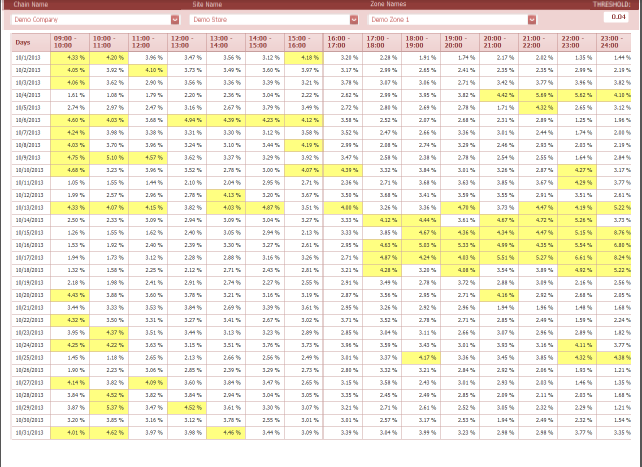 Chain Name Site Name Zone Names THRESHOLD:
Demo Company Demo Store Demo Zone 1 0.04
Days 09:00 - 10:00 10:00 - 11:00 11:00 - 12:00 12:00 - 13:00 13:00 - 14:00 14:00 - 15:00 15:00 - 16:00 16:00 - 17:00 17:00 - 18:00 18:00 - 19:00 19:00 - 20:00 20:00 - 21:00 21:00 - 22:00 22:00 - 23:00 23:00 - 24:00
10/1/2013 4.33 % 4.20 % 3.96 % 3.47 % 3.56 % 3.12 % 4.18 % 3.20 % 2.28 % 1.91 % 1.74 % 2.17 % 2.02 % 1.35 % 1.44 %
10/2/2013 4.05 % 3.92 % 4.10 % 3.73 % 3.49 % 3.60 % 3.97 % 3.17 % 2.99 % 2.65 % 2.41 % 2.35 % 2.35 % 2.99 % 2.19 %
10/3/2013 4.06 % 3.62 % 2.90 % 3.56 % 3.36 % 3.39 % 3.21 % 3.78 % 3.07 % 3.06 % 2.71 % 3.42 % 3.77 % 3.96 % 3.82 %
10/4/2013 1.61 % 1.08 % 1.79 % 2.20 % 2.36 % 3.04 % 2.22 % 2.62 % 2.99 % 3.95 % 3.82 % 4.42 % 5.69 % 5.62 % 4.10 %
10/5/2013 2.74 % 2.97 % 2.47 % 3.16 % 2.67 % 3.79 % 3.49 % 2.72 % 2.80 % 2.69 % 2.78 % 1.71 % 4.32 % 2.65 % 3.12 %
10/6/2013 4.60 % 4.03 % 3.68 % 4.94 % 4.39 % 4.23 % 4.12 % 3.58 % 2.52 % 2.07 % 2.68 % 2.31 % 2.89 % 1.25 % 1.96 %
10/7/2013 4.24 % 3.98 % 3.38 % 3.31 % 3.30 % 3.12 % 3.58 % 3.52 % 2.47 % 2.66 % 3.36 % 3.01 % 2.44 % 1.74 % 2.00 %
10/8/2013 4.03 % 3.70 % 3.96 % 3.24 % 3.10 % 3.44 % 4.19 % 2.99 % 2.08 % 2.74 % 3.29 % 2.46 % 2.93 % 2.03 % 2.19 %
10/9/2013 4.75 % 5.10 % 4.57 % 3.62 % 3.37 % 3.29 % 3.92 % 3.47 % 2.58 % 2.38 % 2.78 % 2.54 % 2.55 % 1.64 % 2.84 %
10/10/2013 4.68 % 3.23 % 3.96 % 3.52 % 2.78 % 3.00 % 4.07 % 4.39 % 3.32 % 3.84 % 3.01 % 3.26 % 2.87 % 4.27 % 3.17 %
10/11/2013 1.05 % 1.55 % 1.44 % 2.10 % 2.04 % 2.95 % 2.71 % 2.36 % 2.71 % 3.68 % 3.63 % 3.85 % 3.67 % 4.29 % 3.77 %
10/12/2013 1.99 % 2.57 % 2.96 % 2.78 % 4.13 % 3.20 % 3.67 % 3.50 % 3.68 % 3.41 % 3.59 % 3.55 % 2.91 % 3.51 % 2.61 %
10/13/2013 4.33 % 4.07 % 4.15 % 3.82 % 4.03 % 4.87 % 3.51 % 4.00 % 3.26 % 3.36 % 4.70 % 3.73 % 4.47 % 4.19 % 5.22 %
10/14/2013 2.50 % 2.33 % 3.09 % 2.94 % 3.09 % 3.04 % 3.27 % 3.33 % 4.12 % 4.44 % 3.61 % 4.67 % 4.72 % 5.26 % 5.73 %
10/15/2013 1.26 % 1.55 % 1.62 % 2.40 % 3.05 % 2.94 % 2.13 % 3.33 % 3.85 % 4.67 % 4.36 % 4.34 % 4.47 % 5.15 % 8.76 %
10/16/2013 1.53 % 1.92 % 2.40 % 2.39 % 3.30 % 3.27 % 2.61 % 2.95 % 4.63 % 5.03 % 5.33 % 4.99 % 4.35 % 5.54 % 6.80 %
10/17/2013 1.94 % 1.73 % 3.12 % 2.28 % 2.88 % 3.16 % 3.26 % 2.71 % 4.87 % 4.24 % 4.03 % 5.51 % 5.27 % 6.61 % 8.24 %
10/18/2013 1.32 % 1.58 % 2.25 % 2.12 % 2.71 % 2.43 % 2.81 % 3.21 % 4.28 % 3.20 % 4.08 % 3.54 % 3.89 % 4.92 % 5.22 %
10/19/2013 2.18 % 1.98 % 2.41 % 2.91 % 2.74 % 2.27 % 2.55 % 2.91 % 3.49 % 2.78 % 3.72 % 2.88 % 3.09 % 2.16 % 2.56 %
10/20/2013 4.43 % 3.88 % 3.60 % 3.78 % 3.21 % 3.16 % 3.19 % 2.87 % 3.56 % 2.95 % 2.71 % 4.16 % 2.92 % 2.68 % 2.05 %
10/21/2013 3.44 % 3.33 % 3.53 % 3.84 % 2.69 % 3.39 % 3.61 % 2.95 % 3.26 % 2.92 % 2.96 % 1.94 % 1.96 % 1.48 % 1.68 %
10/22/2013 4.32 % 3.50 % 3.31 % 3.27 % 3.41 % 2.67 % 3.02 % 3.71 % 3.52 % 2.78 % 2.71 % 2.85 % 2.49 % 1.59 % 2.24 %
10/23/2013 3.95 % 4.37 % 3.51 % 3.44 % 3.13 % 3.23 % 2.89 % 2.85 % 3.04 % 3.11 % 2.66 % 3.07 % 2.96 % 2.89 % 1.82 %
10/24/2013 4.25 % 4.22 % 3.63 % 3.15 % 3.51 % 3.76 % 3.73 % 3.96 % 3.59 % 3.43 % 3.01 % 3.93 % 3.16 % 4.11 % 3.77 %
10/25/2013 1.45 % 1.18 % 2.65 % 2.13 % 2.66 % 2.56 % 2.49 % 3.01 % 3.37 % 4.17 % 3.36 % 3.45 % 3.85 % 4.32 % 4.38 %
10/26/2013 1.90 % 2.23 % 3.06 % 2.85 % 2.39 % 3.29 % 2.73 % 2.80 % 3.32 % 3.21 % 2.84 % 2.92 % 2.06 % 1.93 % 1.21 %
10/27/2013 4.14 % 3.82 % 4.09 % 3.60 % 3.84 % 3.47 % 2.65 % 3.15 % 3.58 % 2.43 % 3.01 % 2.93 % 2.03 % 1.46 % 1.35 %
10/28/2013 3.84 % 4.52 % 3.82 % 3.84 % 2.94 % 3.04 % 3.05 % 3.35 % 2.45 % 2.49 % 2.85 % 2.09 % 2.11 % 2.03 % 1.68 %
10/29/2013 3.87 % 5.37 % 3.47 % 4.52 % 3.61 % 3.30 % 3.07 % 3.21 % 2.71 % 2.61 % 2.52 % 3.05 % 2.32 % 2.29 % 1.21 %
10/30/2013 3.20 % 3.85 % 3.16 % 3.12 % 3.78 % 2.55 % 3.01 % 3.01 % 2.57 % 3.17 % 2.53 % 1.94 % 2.49 % 2.32 % 1.54 %
10/31/2013 4.01 % 4.62 % 3.97 % 3.98 % 4.46 % 3.44 % 3.09 % 3.39 % 3.04 % 3.99 % 3.23 % 2.98 % 2.98 % 3.77 % 3.35 %